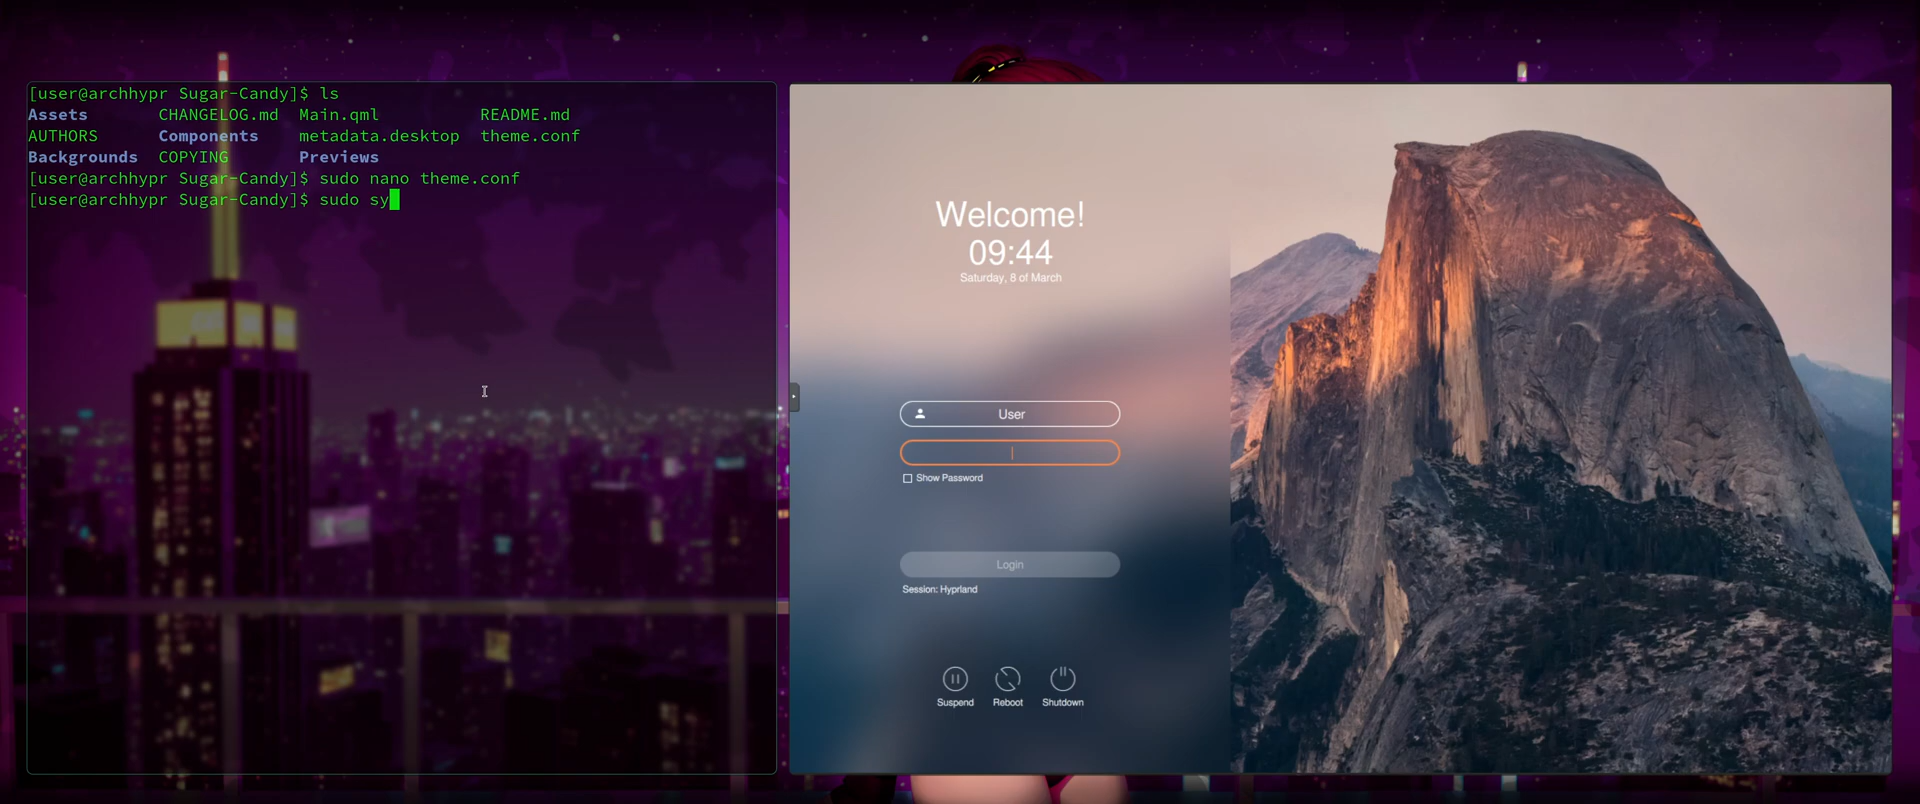 [user@archhypr Sugar-Candy]$ ls
Assets CHANGELOG.md Main.qml README.md
AUTHORS Components metadata.desktop theme.conf
Backgrounds COPYING Previews
[user@archhypr Sugar-Candy]$ sudo nano theme.conf
[user@archhypr Sugar-Candy]$ sudo sy
Welcome!
09:44
Saturday, 8 of March
User
Show Password
Login
Session: Hyprland
Suspend Reboot Shutdown